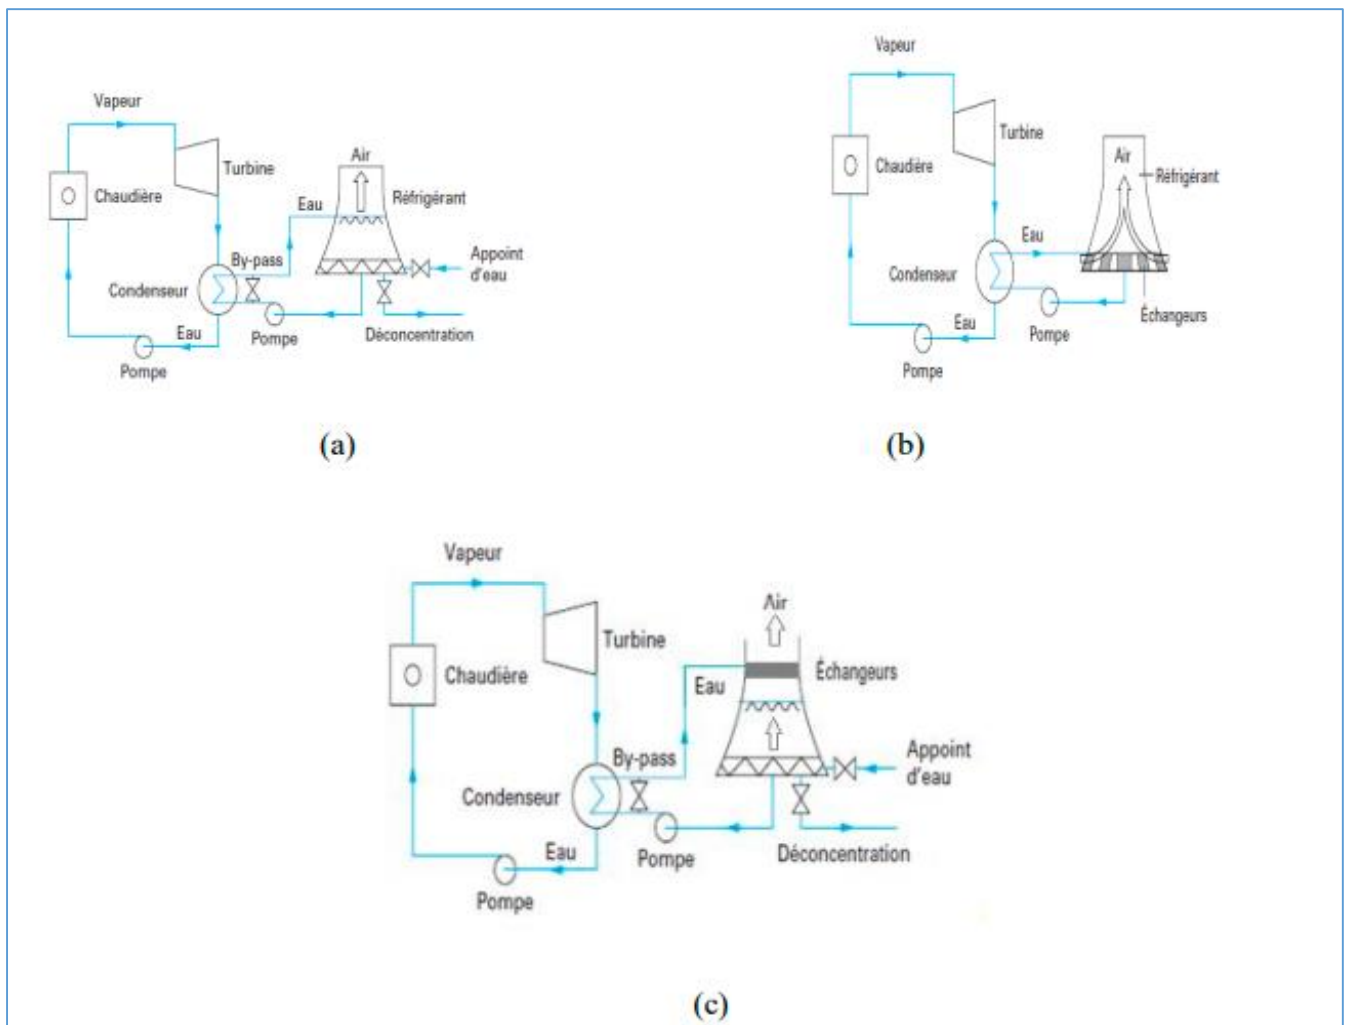 Vapeur
Turbine
Chaudière
Air
Réfrigérant
Eau
By-pass
Appoint
d'eau
Condenseur
Eau
Pompe
Déconcentration
Pompe
(a)
Vapeur
Turbine
Chaudière
Air
Réfrigérant
Eau
Condenseur
Échangeurs
Eau
Pompe
Pompe
(b)
Vapeur
Air
Turbine
Échangeurs
Chaudière
Eau
By-pass
Appoint
d'eau
Condenseur
Eau
Pompe
Déconcentration
Pompe
(c)